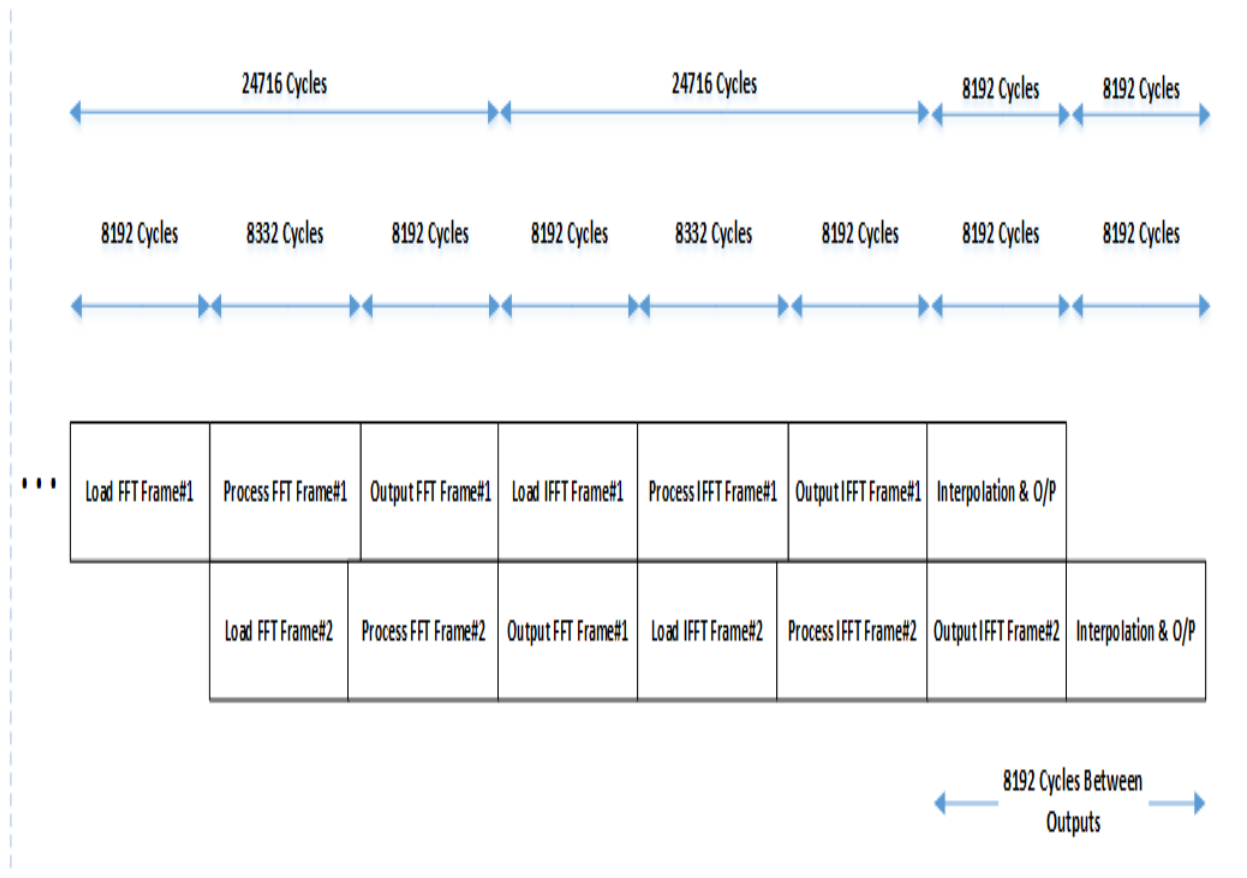 24716 Cycles 24716 Cycles 8192 Cycles 8192 Cycles
8192 Cycles 8332 Cycles 8192 Cycles 8192 Cycles 8332 Cycles 8192 Cycles 8192 Cycles 8192 Cycles
... Load FFT Frame#1 Process FFT Frame#1 Output FFT Frame#1 Load IFFT Frame#1 Process IFFT Frame#1 Output IFFT Frame#1 Interpolation & O/P
Load FFT Frame#2 Process FFT Frame#2 Output FFT Frame#1 Load IFFT Frame#2 Process IFFT Frame#2 Output IFFT Frame#2 Interpolation & O/P
8192 Cycles Between
Outputs